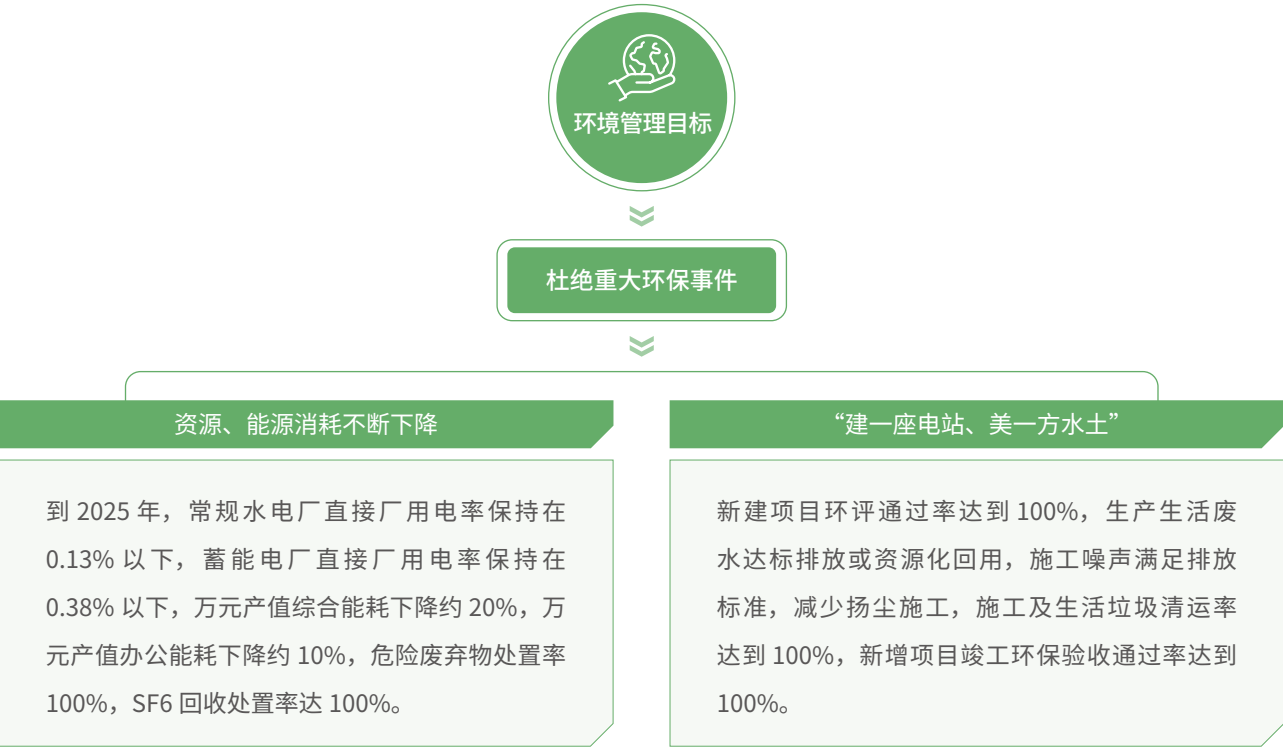 环境管理目标
杜绝重大环保事件
资源、能源消耗不断下降
到 2025 年，常规水电厂直接厂用电率保持在
0.13% 以下，蓄能电厂直接厂用电率保持在
0.38% 以下，万元产值综合能耗下降约 20%，万
元产值办公能耗下降约 10%，危险废弃物处置率
100%，SF6 回收处置率达 100%。
“建一座电站、美一方水土”
新建项目环评通过率达到 100%，生产生活废
水达标排放或资源化回用，施工噪声满足排放
标准，减少扬尘施工，施工及生活垃圾清运率
达到 100%，新增项目竣工环保验收通过率达到
100%。